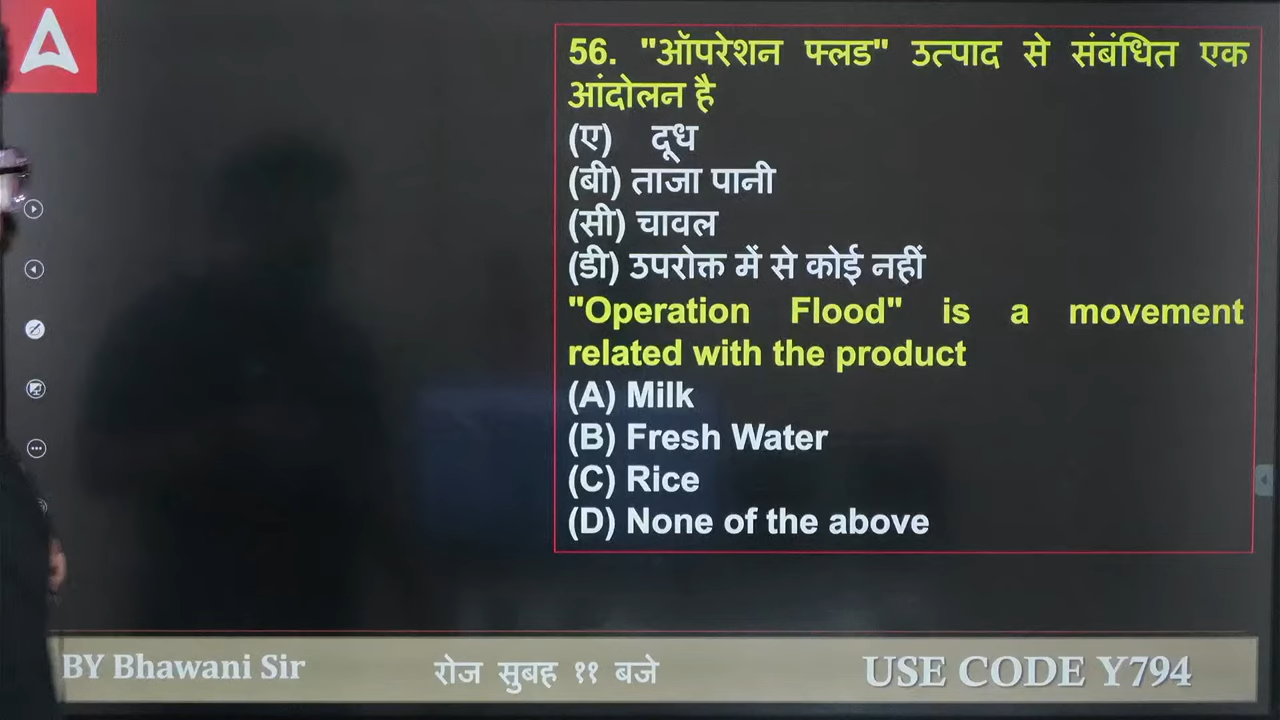 56. "ऑपरेशन फ्लड" उत्पाद से संबंधित एक
आंदोलन है
(ए) दूध
(बी) ताजा पानी
(सी) चावल
(डी) उपरोक्त में से कोई नहीं
"Operation Flood" is a movement
related with the product
(A) Milk
(B) Fresh Water
(C) Rice
(D) None of the above
BY Bhawani Sir रोज सुबह ११ बजे USE CODE Y794